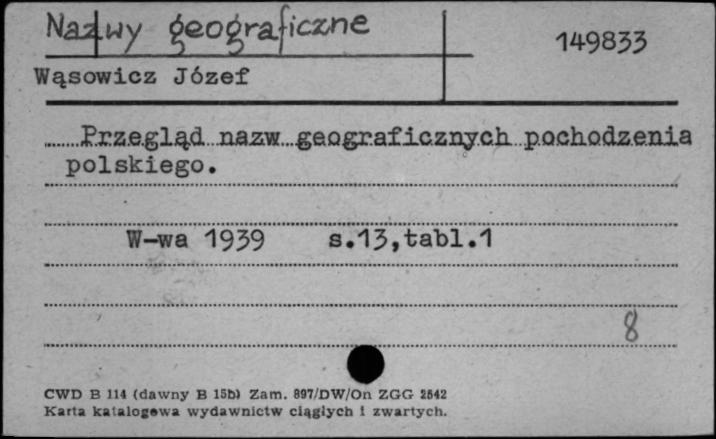 Nazwy geograficzne
149833
Wąsowicz Józef
Przegląd nazw geograficznych pochodzenia
polskiego.
W-wa 1939 s.13,tabl.1
8
CWD B 114 (dawny B 15b) Zam. 897/DW/On ZGG 2542
Karta katalogowa wydawnictw ciągłych i zwartych.